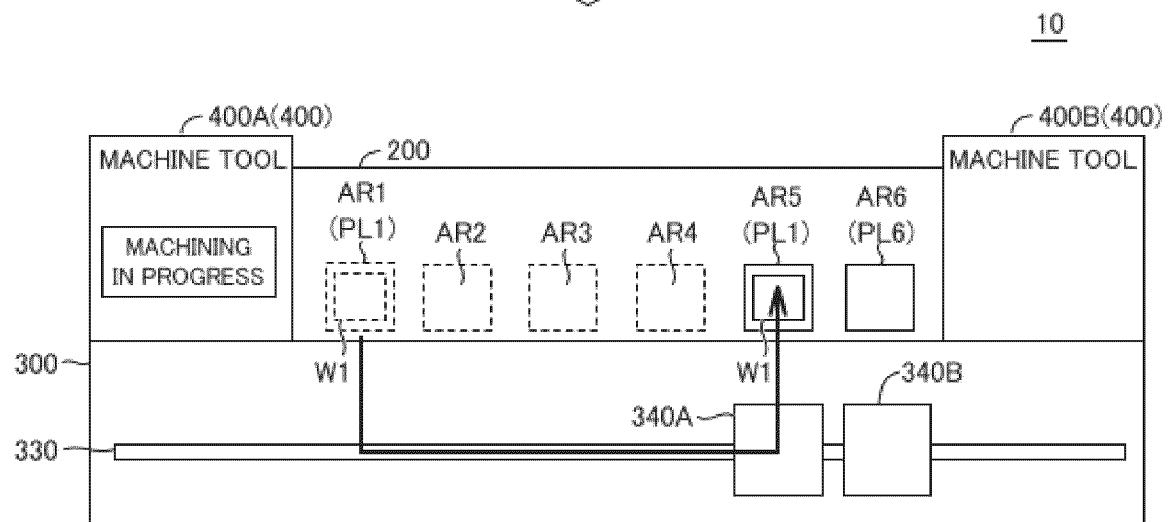 10
400A(400)
400B(400)
MACHINE TOOL
200
MACHINE TOOL
AR1
(PL1)
AR2
AR3
AR4
AR5
(PL1)
AR6
(PL6)
MACHINING
IN PROGRESS
300
W1
W1
340B
340A
330